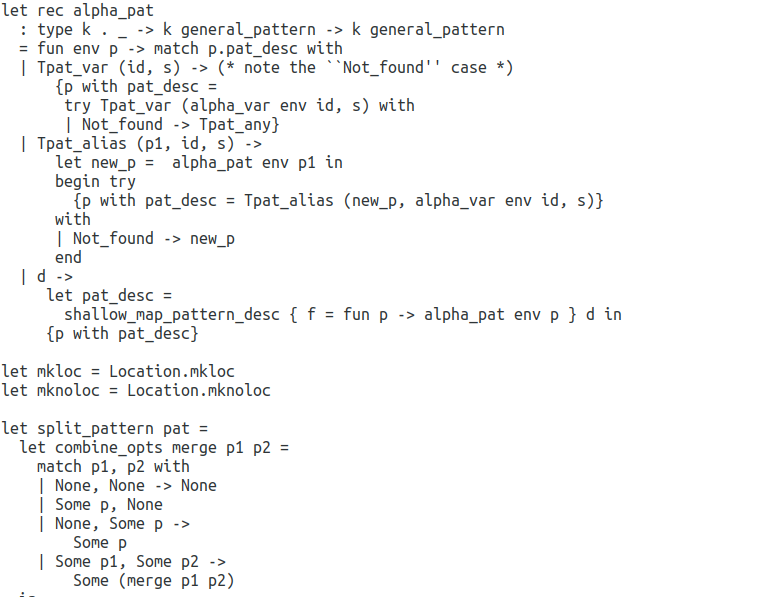 let rec alpha_pat
  : type k . _ -> k general_pattern -> k general_pattern
  = fun env p -> match p.pat_desc with
  | Tpat_var (id, s) -> (* note the ``Not_found'' case *)
      {p with pat_desc =
       try Tpat_var (alpha_var env id, s) with
       | Not_found -> Tpat_any}
  | Tpat_alias (p1, id, s) ->
      let new_p =  alpha_pat env p1 in
      begin try
        {p with pat_desc = Tpat_alias (new_p, alpha_var env id, s)}
      with
      | Not_found -> new_p
      end
  | d ->
     let pat_desc =
       shallow_map_pattern_desc { f = fun p -> alpha_pat env p } d in
     {p with pat_desc}

let mkloc = Location.mkloc
let mknoloc = Location.mknoloc

let split_pattern pat =
  let combine_opts merge p1 p2 =
    match p1, p2 with
    | None, None -> None
    | Some p, None
    | None, Some p ->
        Some p
    | Some p1, Some p2 ->
        Some (merge p1 p2)